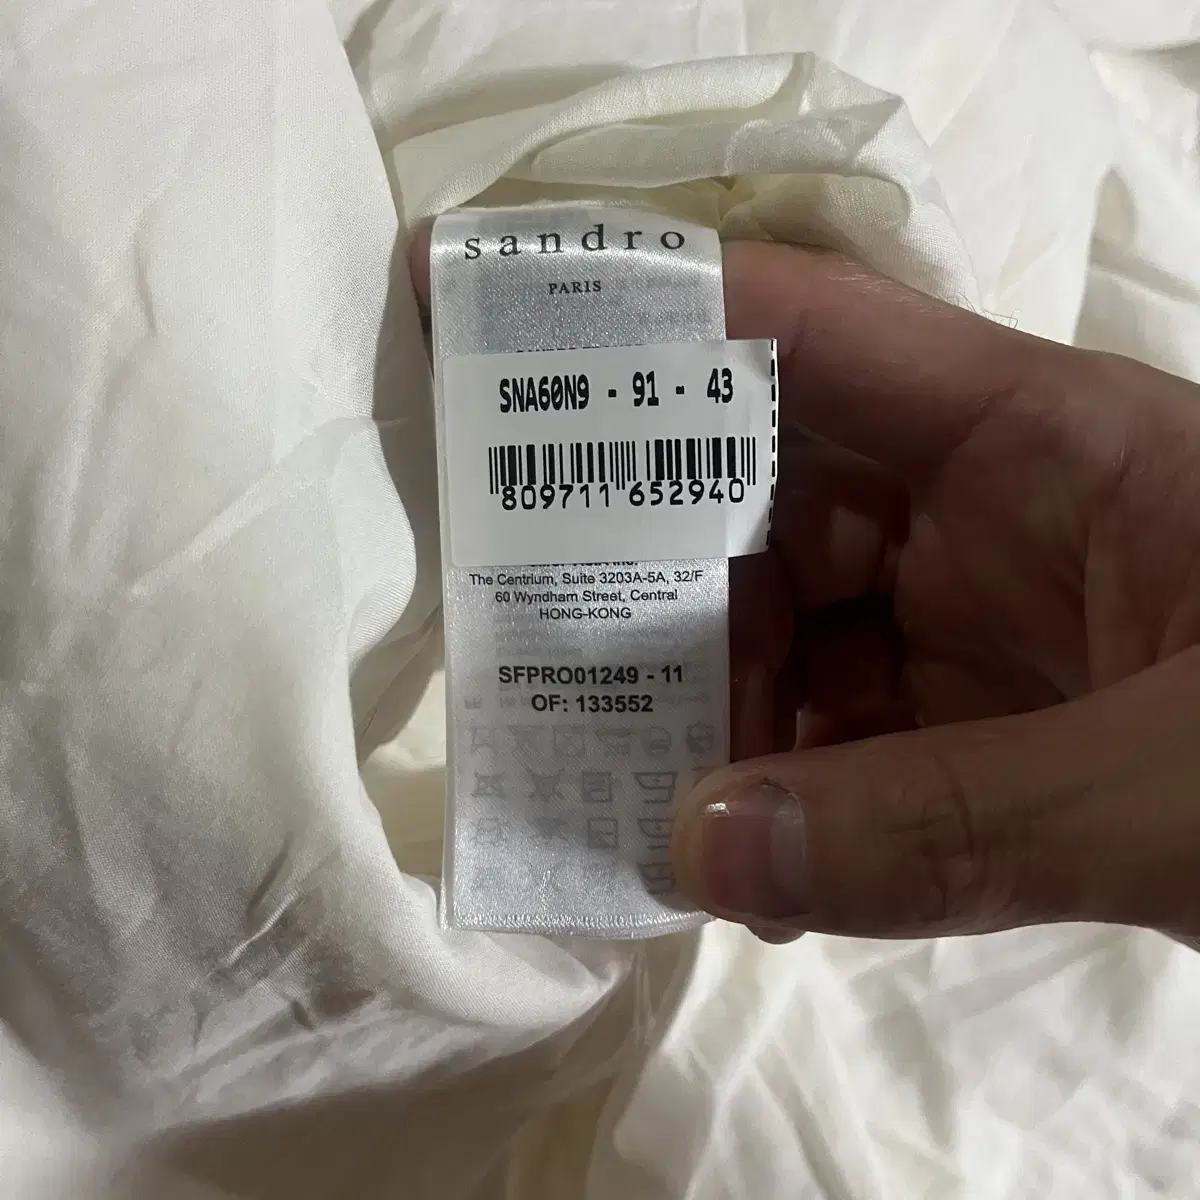 sandro
PARIS
SNA60N9 - 91 - 43
809711 652940
The Centrium, Suite 3203A-5A, 32/F
60 Wyndham Street, Central
HONG-KONG
SFPRO01249 - 11
OF: 133552